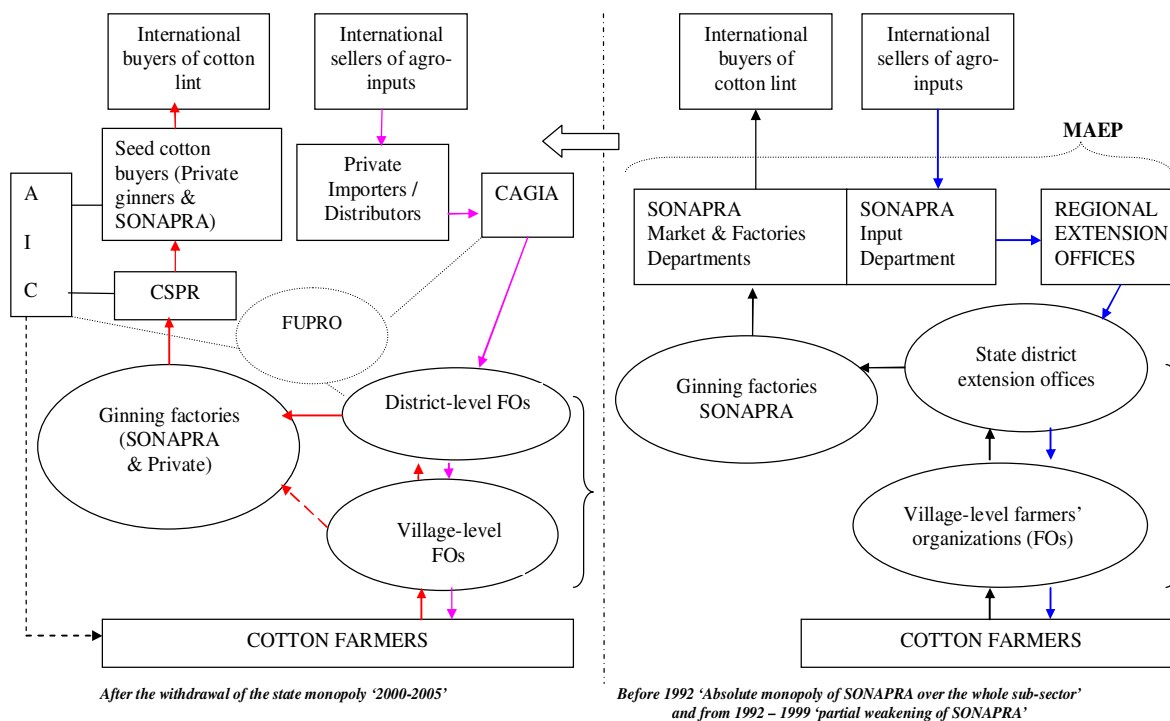 International
buyers of cotton
lint
International
sellers of agro-
inputs
Seed cotton
buyers (Private
ginners &
SONAPRA)
Private
Importers /
Distributors
CAGIA
A
I
C
CSPR
FUPRO
Ginning factories
(SONAPRA
& Private)
District-level FOs
Village-level
FOs
COTTON FARMERS
After the withdrawal of the state monopoly ‘2000-2005’
International
buyers of
cotton lint
International
sellers of
agro-inputs
MAEP
SONAPRA
Market & Factories
Departments
SONAPRA
Input
Department
REGIONAL
EXTENSION
OFFICES
State district
extension offices
Ginning factories
SONAPRA
Village-level farmers’
organizations (FOs)
COTTON FARMERS
Before 1992 ‘Absolute monopoly of SONAPRA over the whole sub-sector’
and from 1992 – 1999 ‘partial weakening of SONAPRA’